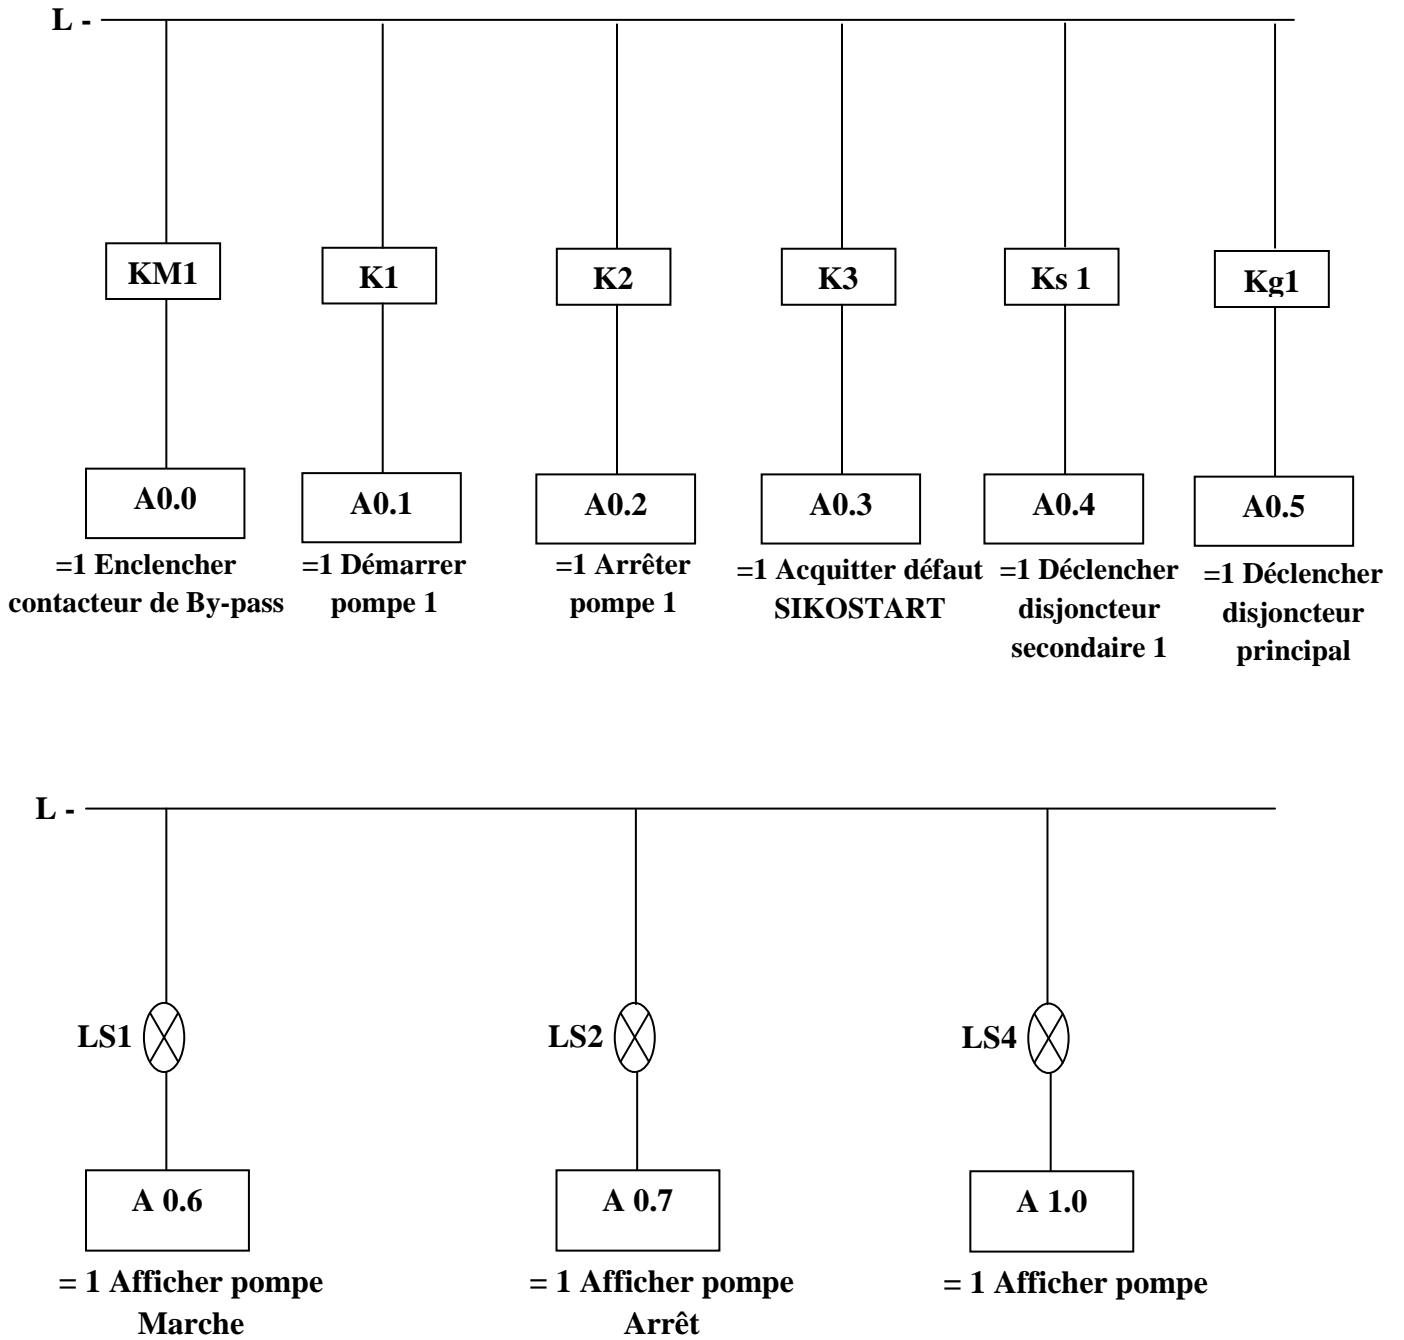 L -
KM1 K1 K2 K3 Ks 1 Kg1
A0.0 A0.1 A0.2 A0.3 A0.4 A0.5
=1 Enclencher
contacteur de By-pass
=1 Démarrer
pompe 1
=1 Arrêter
pompe 1
=1 Acquitter défaut
SIKOSTART
=1 Déclencher
disjoncteur
secondaire 1
=1 Déclencher
disjoncteur
principal
L -
LS1 LS2 LS4
A 0.6 A 0.7 A 1.0
= 1 Afficher pompe
Marche
= 1 Afficher pompe
Arrêt
= 1 Afficher pompe